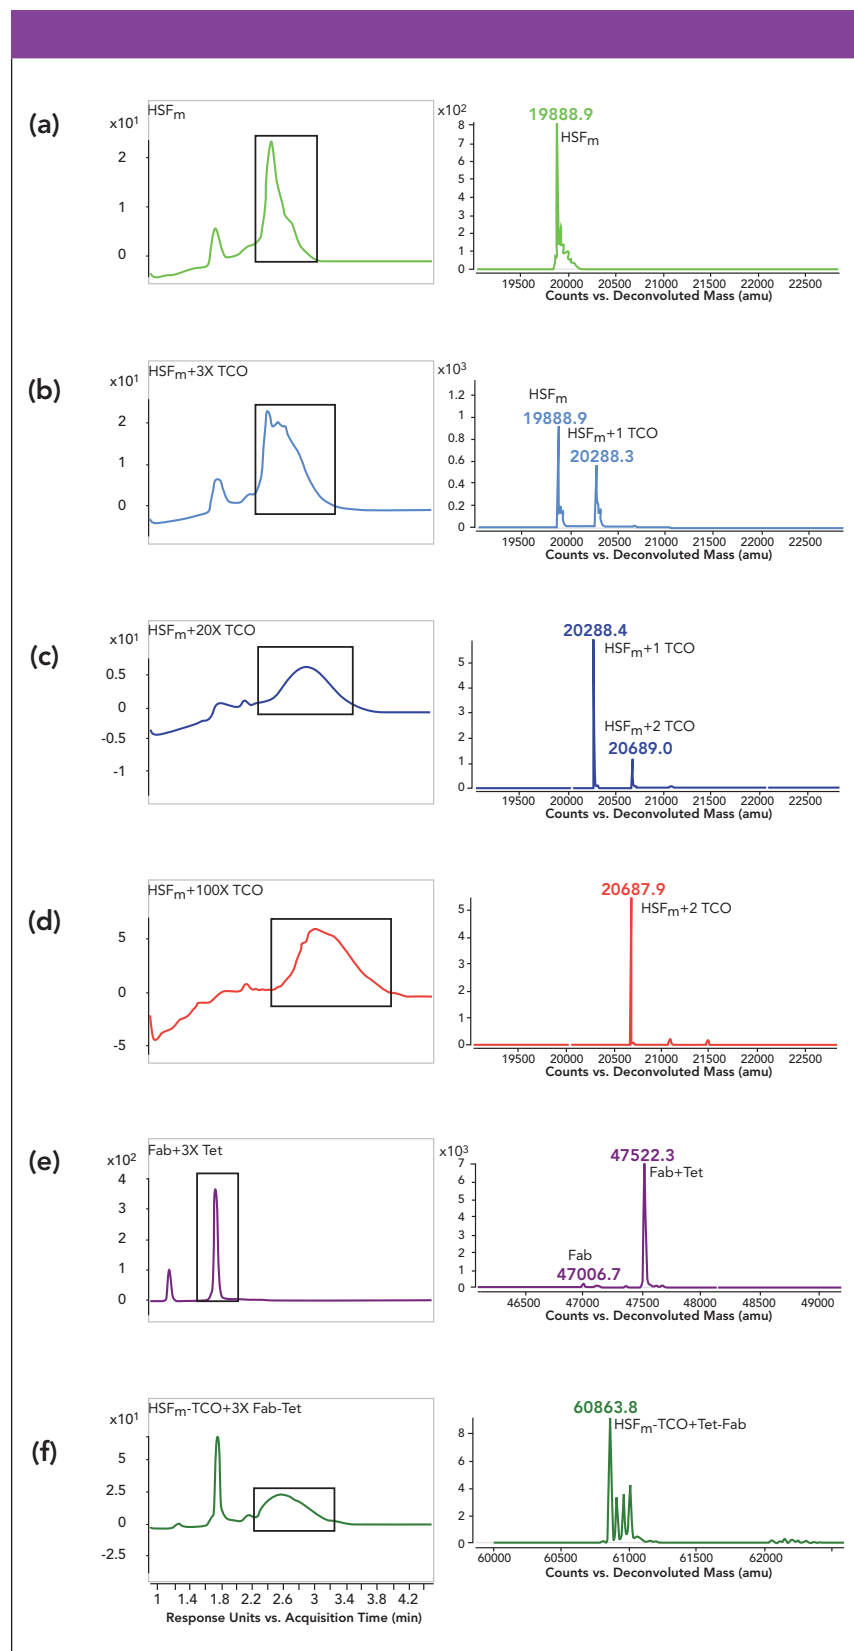 (a)
HSFm
x10¹
2
1
0
x10²
19888.9
HSFm
8
7
6
5
4
3
2
1
0
19500 20000 20500 21000 21500 22000 22500
Counts vs. Deconvoluted Mass (amu)
(b)
HSFm+3X TCO
x10¹
2
1
0
x10³
HSFm
19888.9
HSFm+1 TCO
20288.3
1.2
1
0.8
0.6
0.4
0.2
0
19500 20000 20500 21000 21500 22000 22500
Counts vs. Deconvoluted Mass (amu)
(c)
HSFm+20X TCO
x10¹
0.5
0
-0.5
-1
20288.4
HSFm+1 TCO
HSFm+2 TCO
20689.0
5
4
3
2
1
0
19500 20000 20500 21000 21500 22000 22500
Counts vs. Deconvoluted Mass (amu)
(d)
HSFm+100X TCO
5
0
-5
20687.9
HSFm+2 TCO
5
4
3
2
1
0
19500 20000 20500 21000 21500 22000 22500
Counts vs. Deconvoluted Mass (amu)
(e)
Fab+3X Tet
x10²
4
3
2
1
0
x10³
47522.3
Fab+Tet
Fab
47006.7
7
6
5
4
3
2
1
0
46500 47000 47500 48000 48500 49000
Counts vs. Deconvoluted Mass (amu)
(f)
HSFm-TCO+3X Fab-Tet
x10¹
5
2.5
0
-2.5
1 1.4 1.8 2.2 2.6 3 3.4 3.8 4.2
Response Units vs. Acquisition Time (min)
60863.8
HSFm-TCO+Tet-Fab
8
6
4
2
0
60000 60500 61000 61500 62000
Counts vs. Deconvoluted Mass (amu)